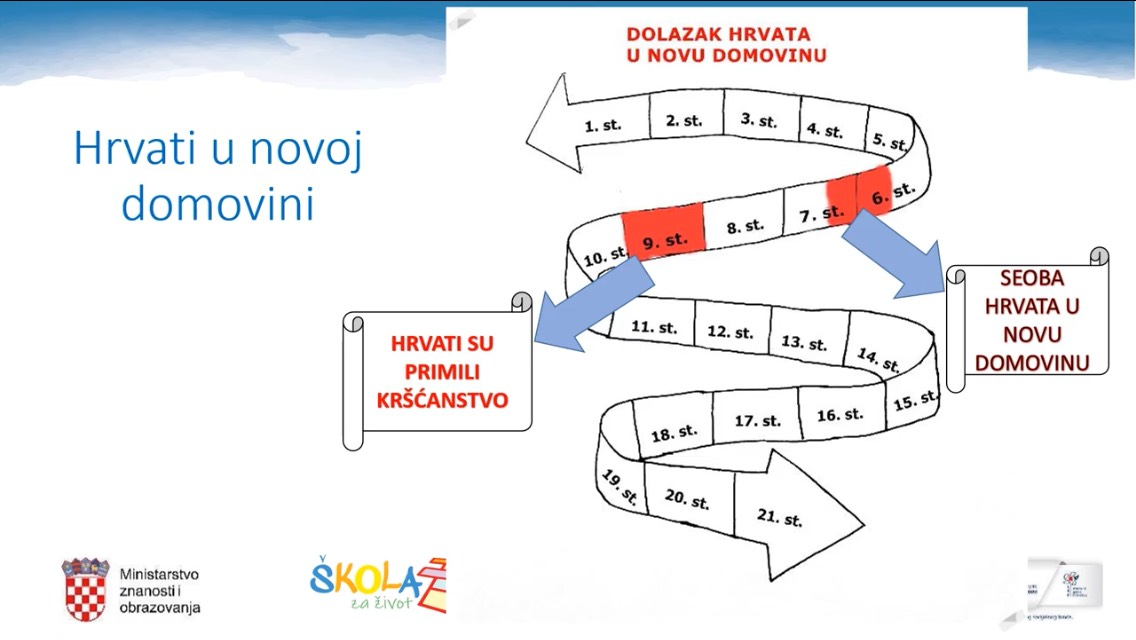 Hrvati u novoj
domovini
DOLAZAK HRVATA
U NOVU DOMOVINU
1. st.
2. st.
3. st.
4. st.
5. st.
6. st.
7. st.
8. st.
9. st.
10. st.
11. st.
12. st.
13. st.
14. st.
15. st.
16. st.
17. st.
18. st.
19. st.
20. st.
21. st.
HRVATI SU
PRIMILI
KRŠĆANSTVO
SEOBA
HRVATA U
NOVU
DOMOVINU
Ministarstvo
znanosti i
obrazovanja
ŠKOLA
za život